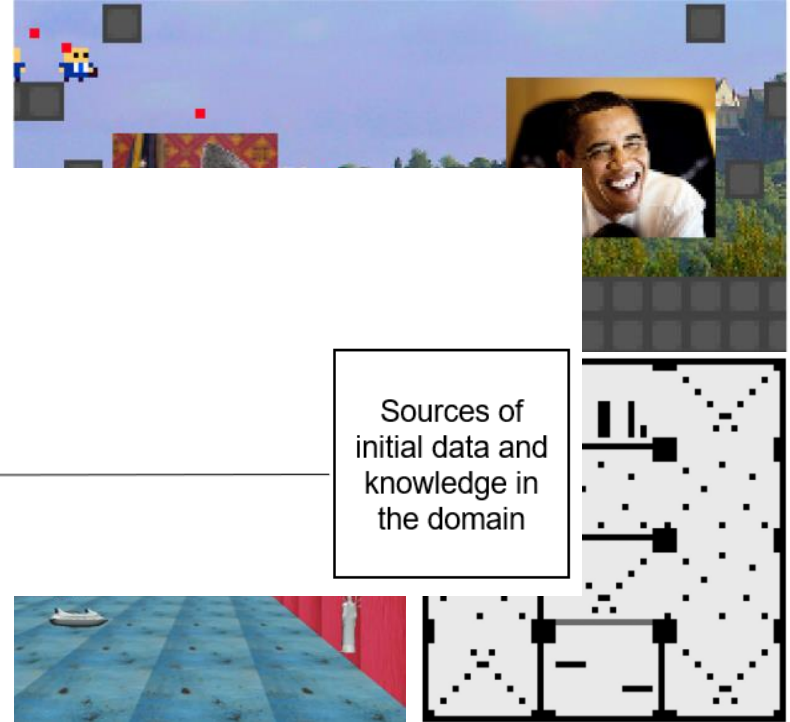 Sources of
initial data and
knowledge in
the domain